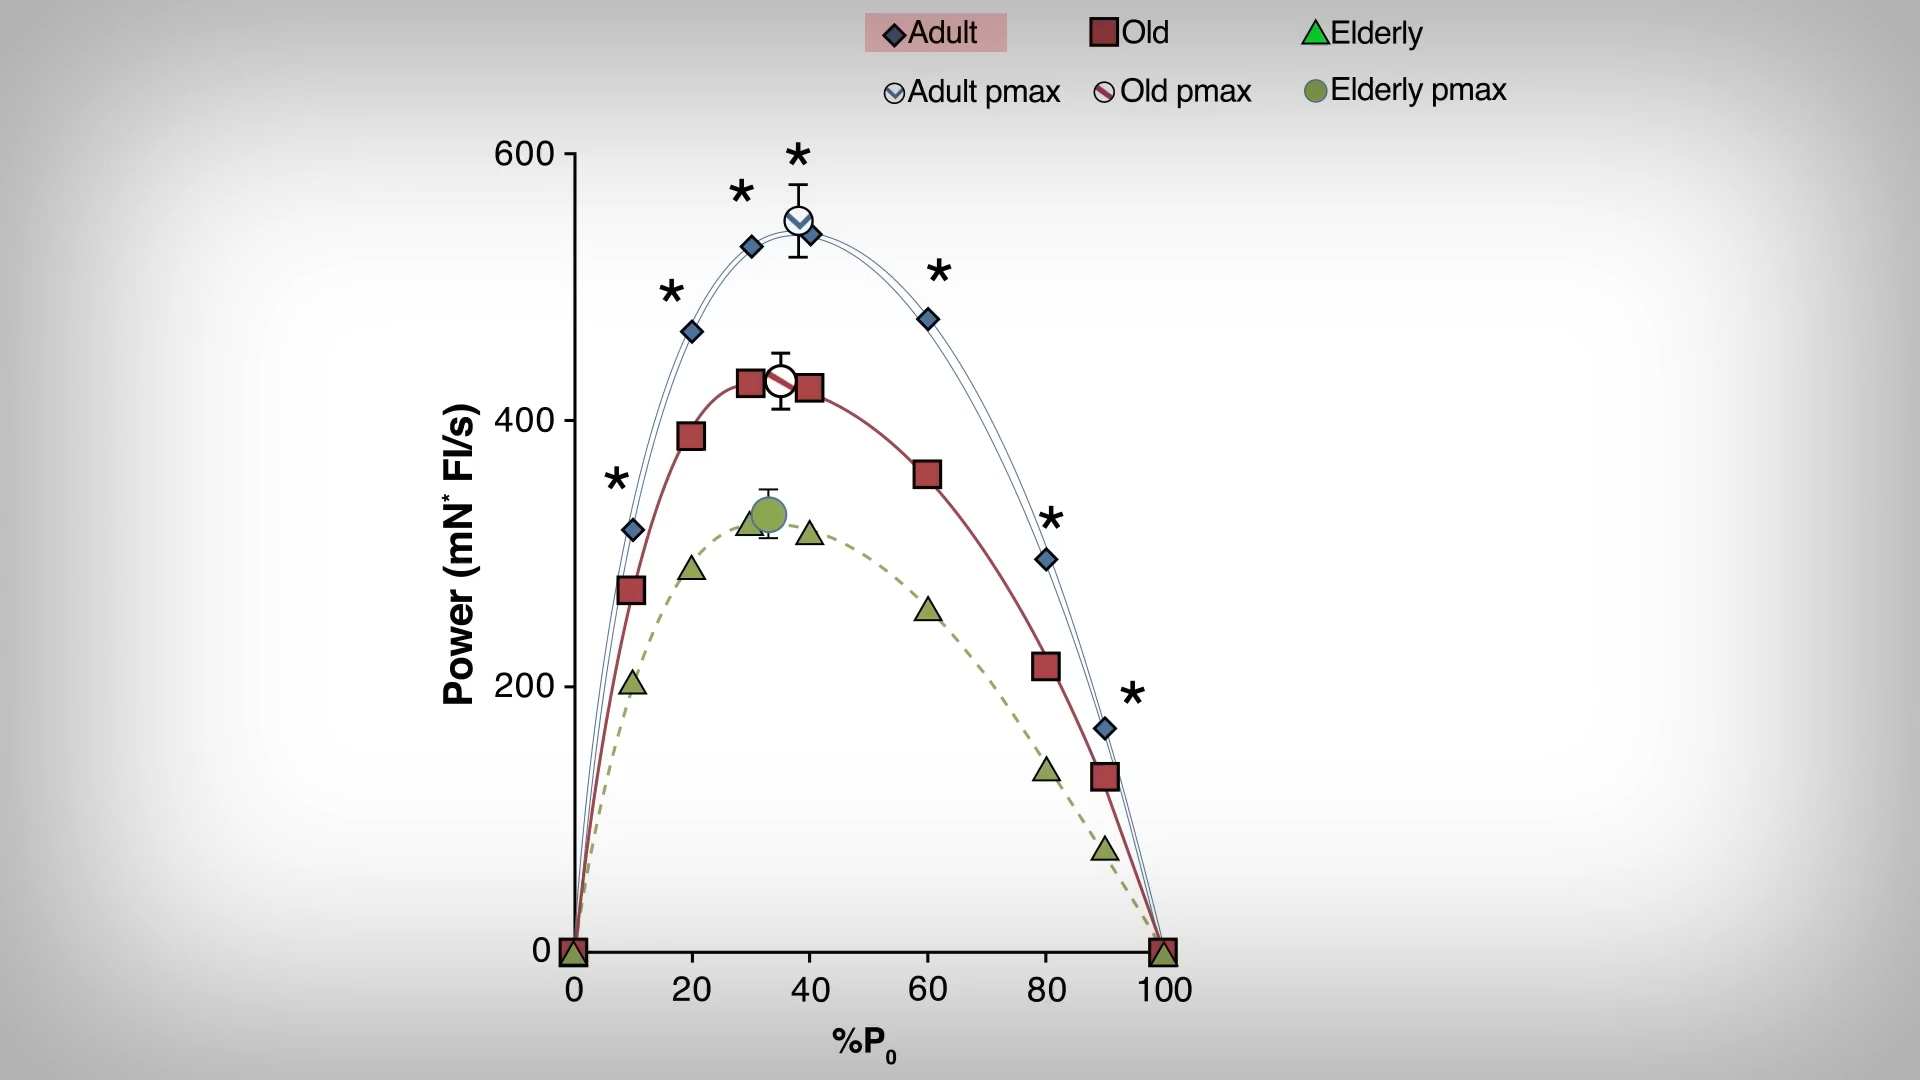 Adult Old Elderly
Adult pmax Old pmax Elderly pmax
600
400
200
0
Power (mN* Fl/s)
0 20 40 60 80 100
%P0